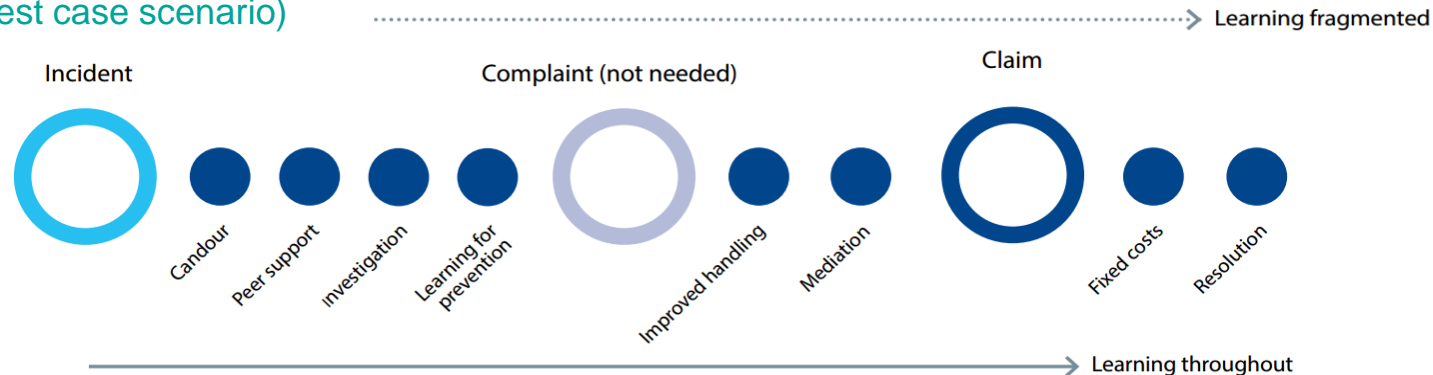 est case scenario)
Learning fragmented
Incident
Complaint (not needed)
Claim
Candour
Peer support
investigation
Learning for
prevention
Improved handling
Mediation
Fixed costs
Resolution
Learning throughout